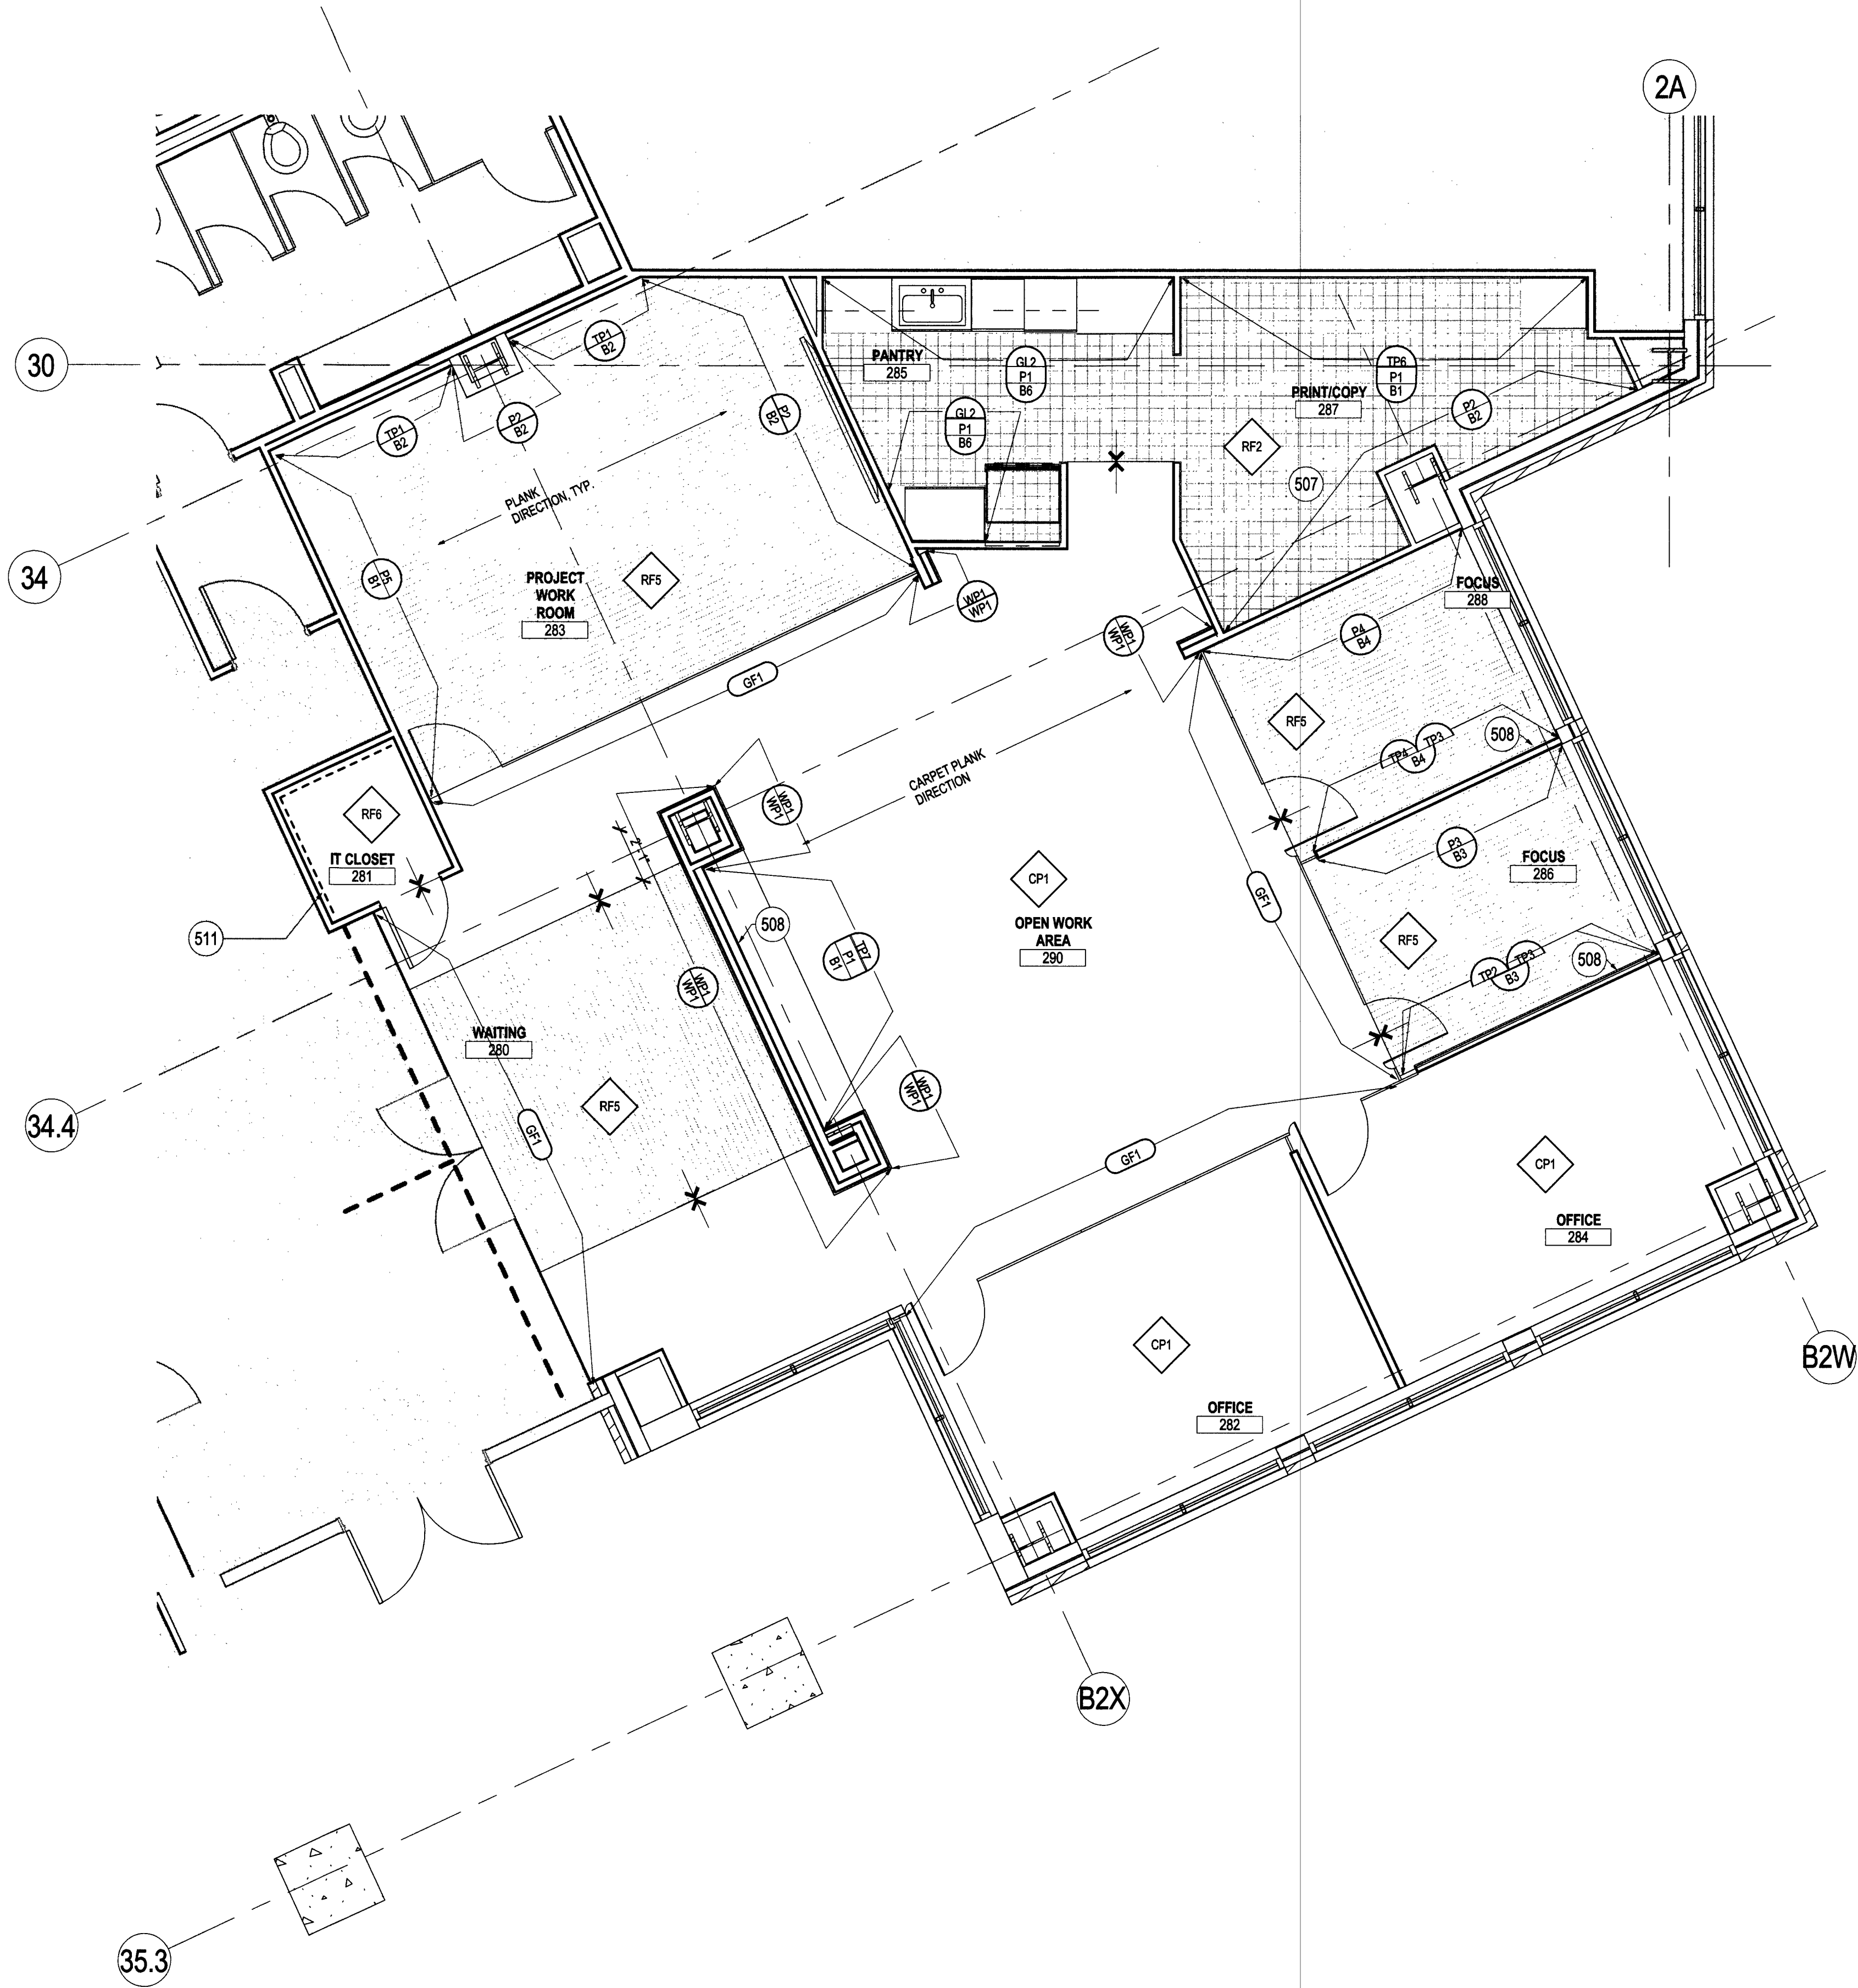 2A
30
TP1
B2
PANTRY
285
GL2
P1
B6
TP6
P1
B1
PRINT/COPY
287
P2
B2
TP1
B2
P2
B2
P2
B2
GL2
P1
B6
RF2
507
34
PLANK
DIRECTION, TYP.
P5
B1
PROJECT
WORK
ROOM
283
RF5
FOCUS
288
WP1
WP1
WP1
WP1
P4
B4
GF1
RF5
TP4
TP3
B4
508
CARPET PLANK
DIRECTION
WP1
WP1
RF6
2'-1"
IT CLOSET
281
P3
B3
FOCUS
286
CP1
GF1
OPEN WORK
AREA
290
511
508
TP7
P1
B1
RF5
TP2
TP3
B3
508
WP1
WP1
WAITING
280
RF5
WP1
WP1
34.4
GF1
GF1
CP1
OFFICE
284
CP1
B2W
OFFICE
282
B2X
35.3